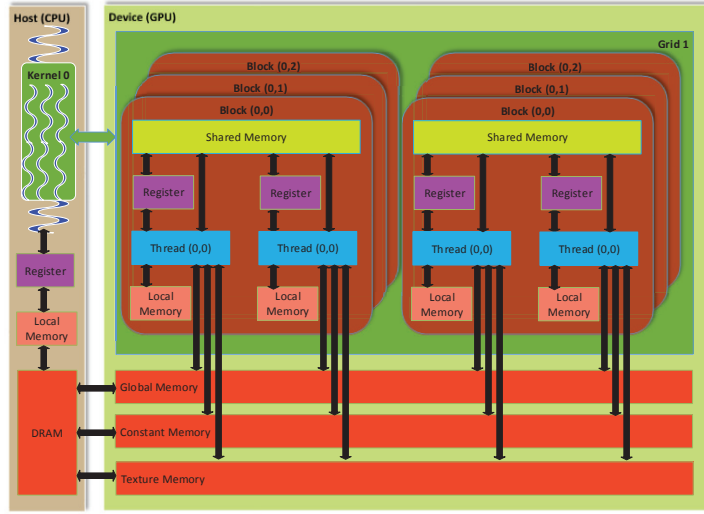 Host (CPU)
Kernel 0
Register
Local
Memory
DRAM
Device (GPU)
Grid 1
Block (0,2)
Block (0,1)
Block (0,0)
Shared Memory
Register
Register
Thread (0,0)
Thread (0,0)
Local
Memory
Local
Memory
Block (0,2)
Block (0,1)
Block (0,0)
Shared Memory
Register
Register
Thread (0,0)
Thread (0,0)
Local
Memory
Local
Memory
Global Memory
Constant Memory
Texture Memory